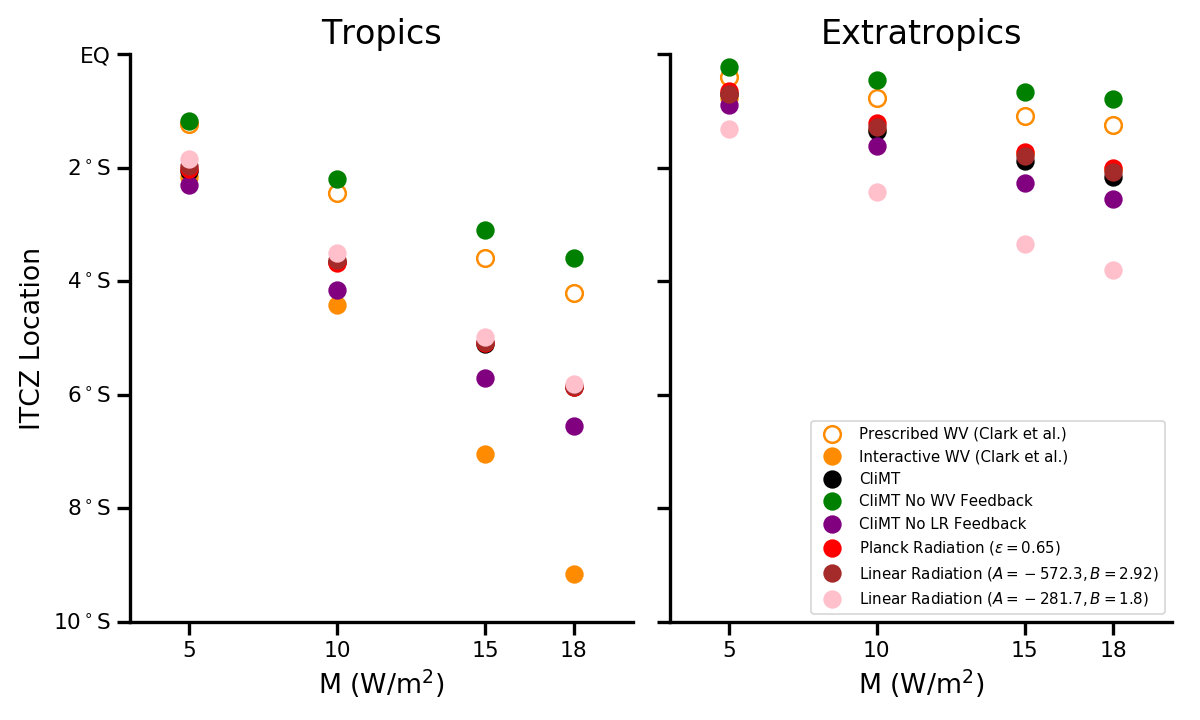 Tropics
Extratropics
ITCZ Location
EQ
2°S
4°S
6°S
8°S
10°S
5 10 15 18
M (W/m²)
5 10 15 18
M (W/m²)
Prescribed WV (Clark et al.)
Interactive WV (Clark et al.)
CliMT
CliMT No WV Feedback
CliMT No LR Feedback
Planck Radiation (ε = 0.65)
Linear Radiation (A = −572.3, B = 2.92)
Linear Radiation (A = −281.7, B = 1.8)